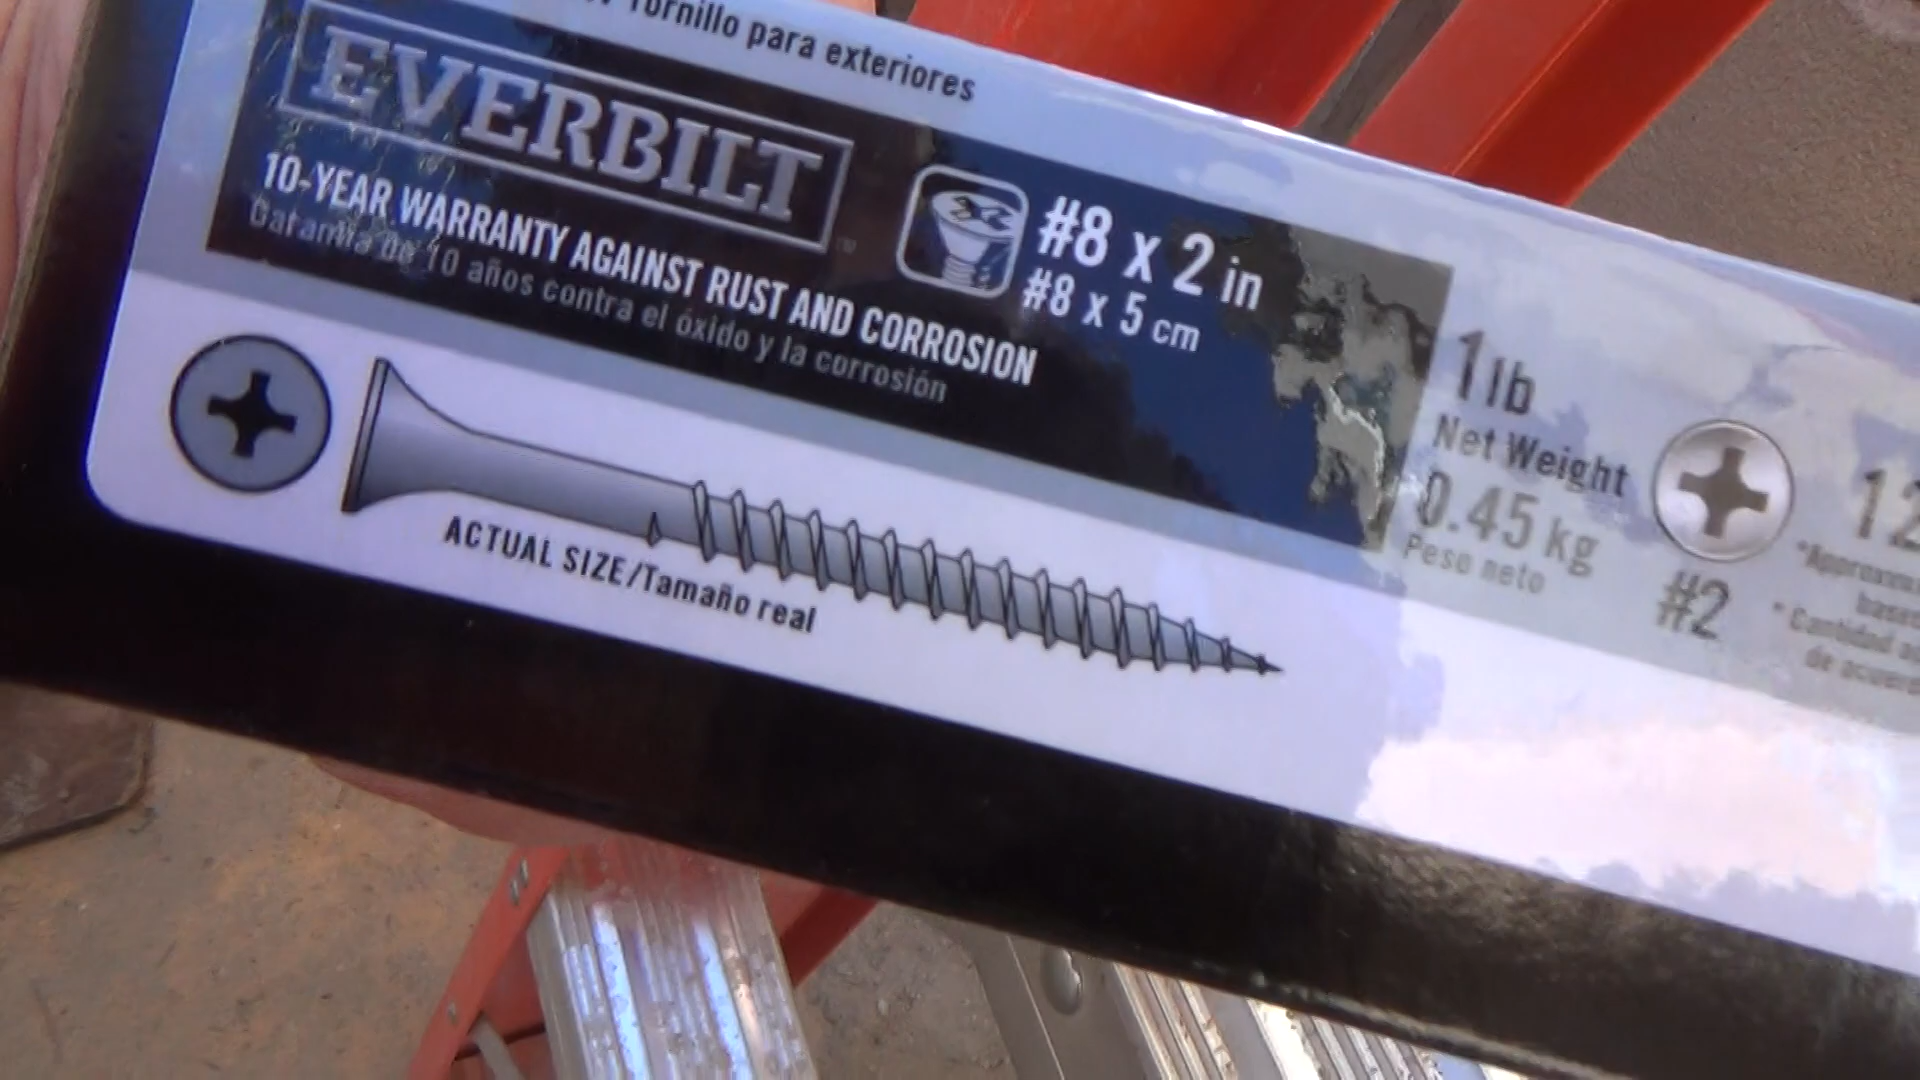 Tornillo para exteriores
EVERBILT
10-YEAR WARRANTY AGAINST RUST AND CORROSION
Garantía de 10 años contra el óxido y la corrosión
#8 x 2 in
#8 x 5 cm
ACTUAL SIZE/Tamaño real
1 lb
Net Weight
0.45 kg
Peso neto
#2
12